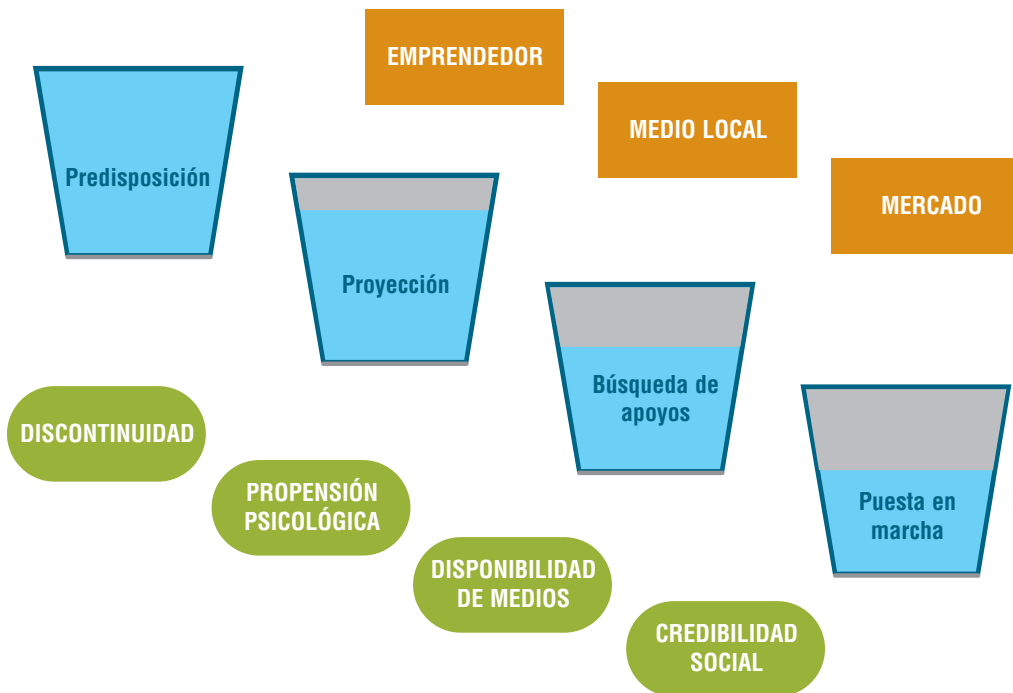 EMPRENDEDOR
MEDIO LOCAL
Predisposición
MERCADO
Proyección
Búsqueda de
apoyos
DISCONTINUIDAD
PROPENSIÓN
PSICOLÓGICA
Puesta en
marcha
DISPONIBILIDAD
DE MEDIOS
CREDIBILIDAD
SOCIAL